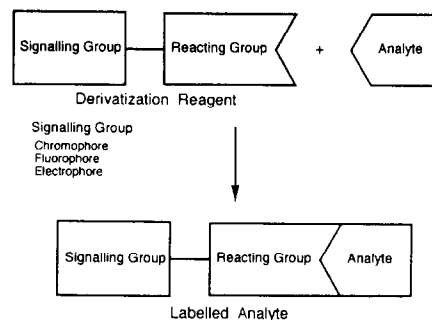 Signalling Group Reacting Group + Analyte
Derivatization Reagent
Signalling Group
Chromophore
Fluorophore
Electrophore
Signalling Group Reacting Group Analyte
Labelled Analyte